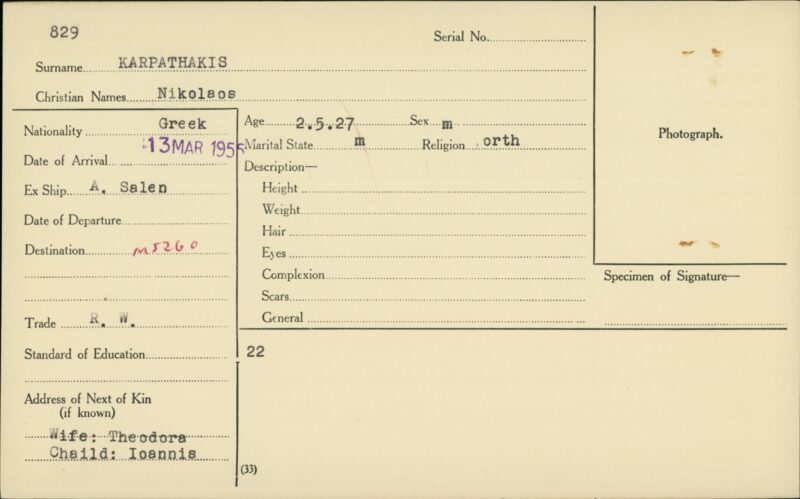 829
Serial No.
Surname KARPATHAKIS
Christian Names Nikolaos
Nationality Greek
Date of Arrival 13 MAR 1955
Ex Ship A. Salen
Date of Departure
Destination M5260
Trade R. W.
Standard of Education
Address of Next of Kin
(if known)
Wife: Theodora
Chaild: Ioannis
Age 2.5.27 Sex m
Marital State m Religion orth
Description—
Height
Weight
Hair
Eyes
Complexion
Scars
General
22
(33)
Photograph.
Specimen of Signature—